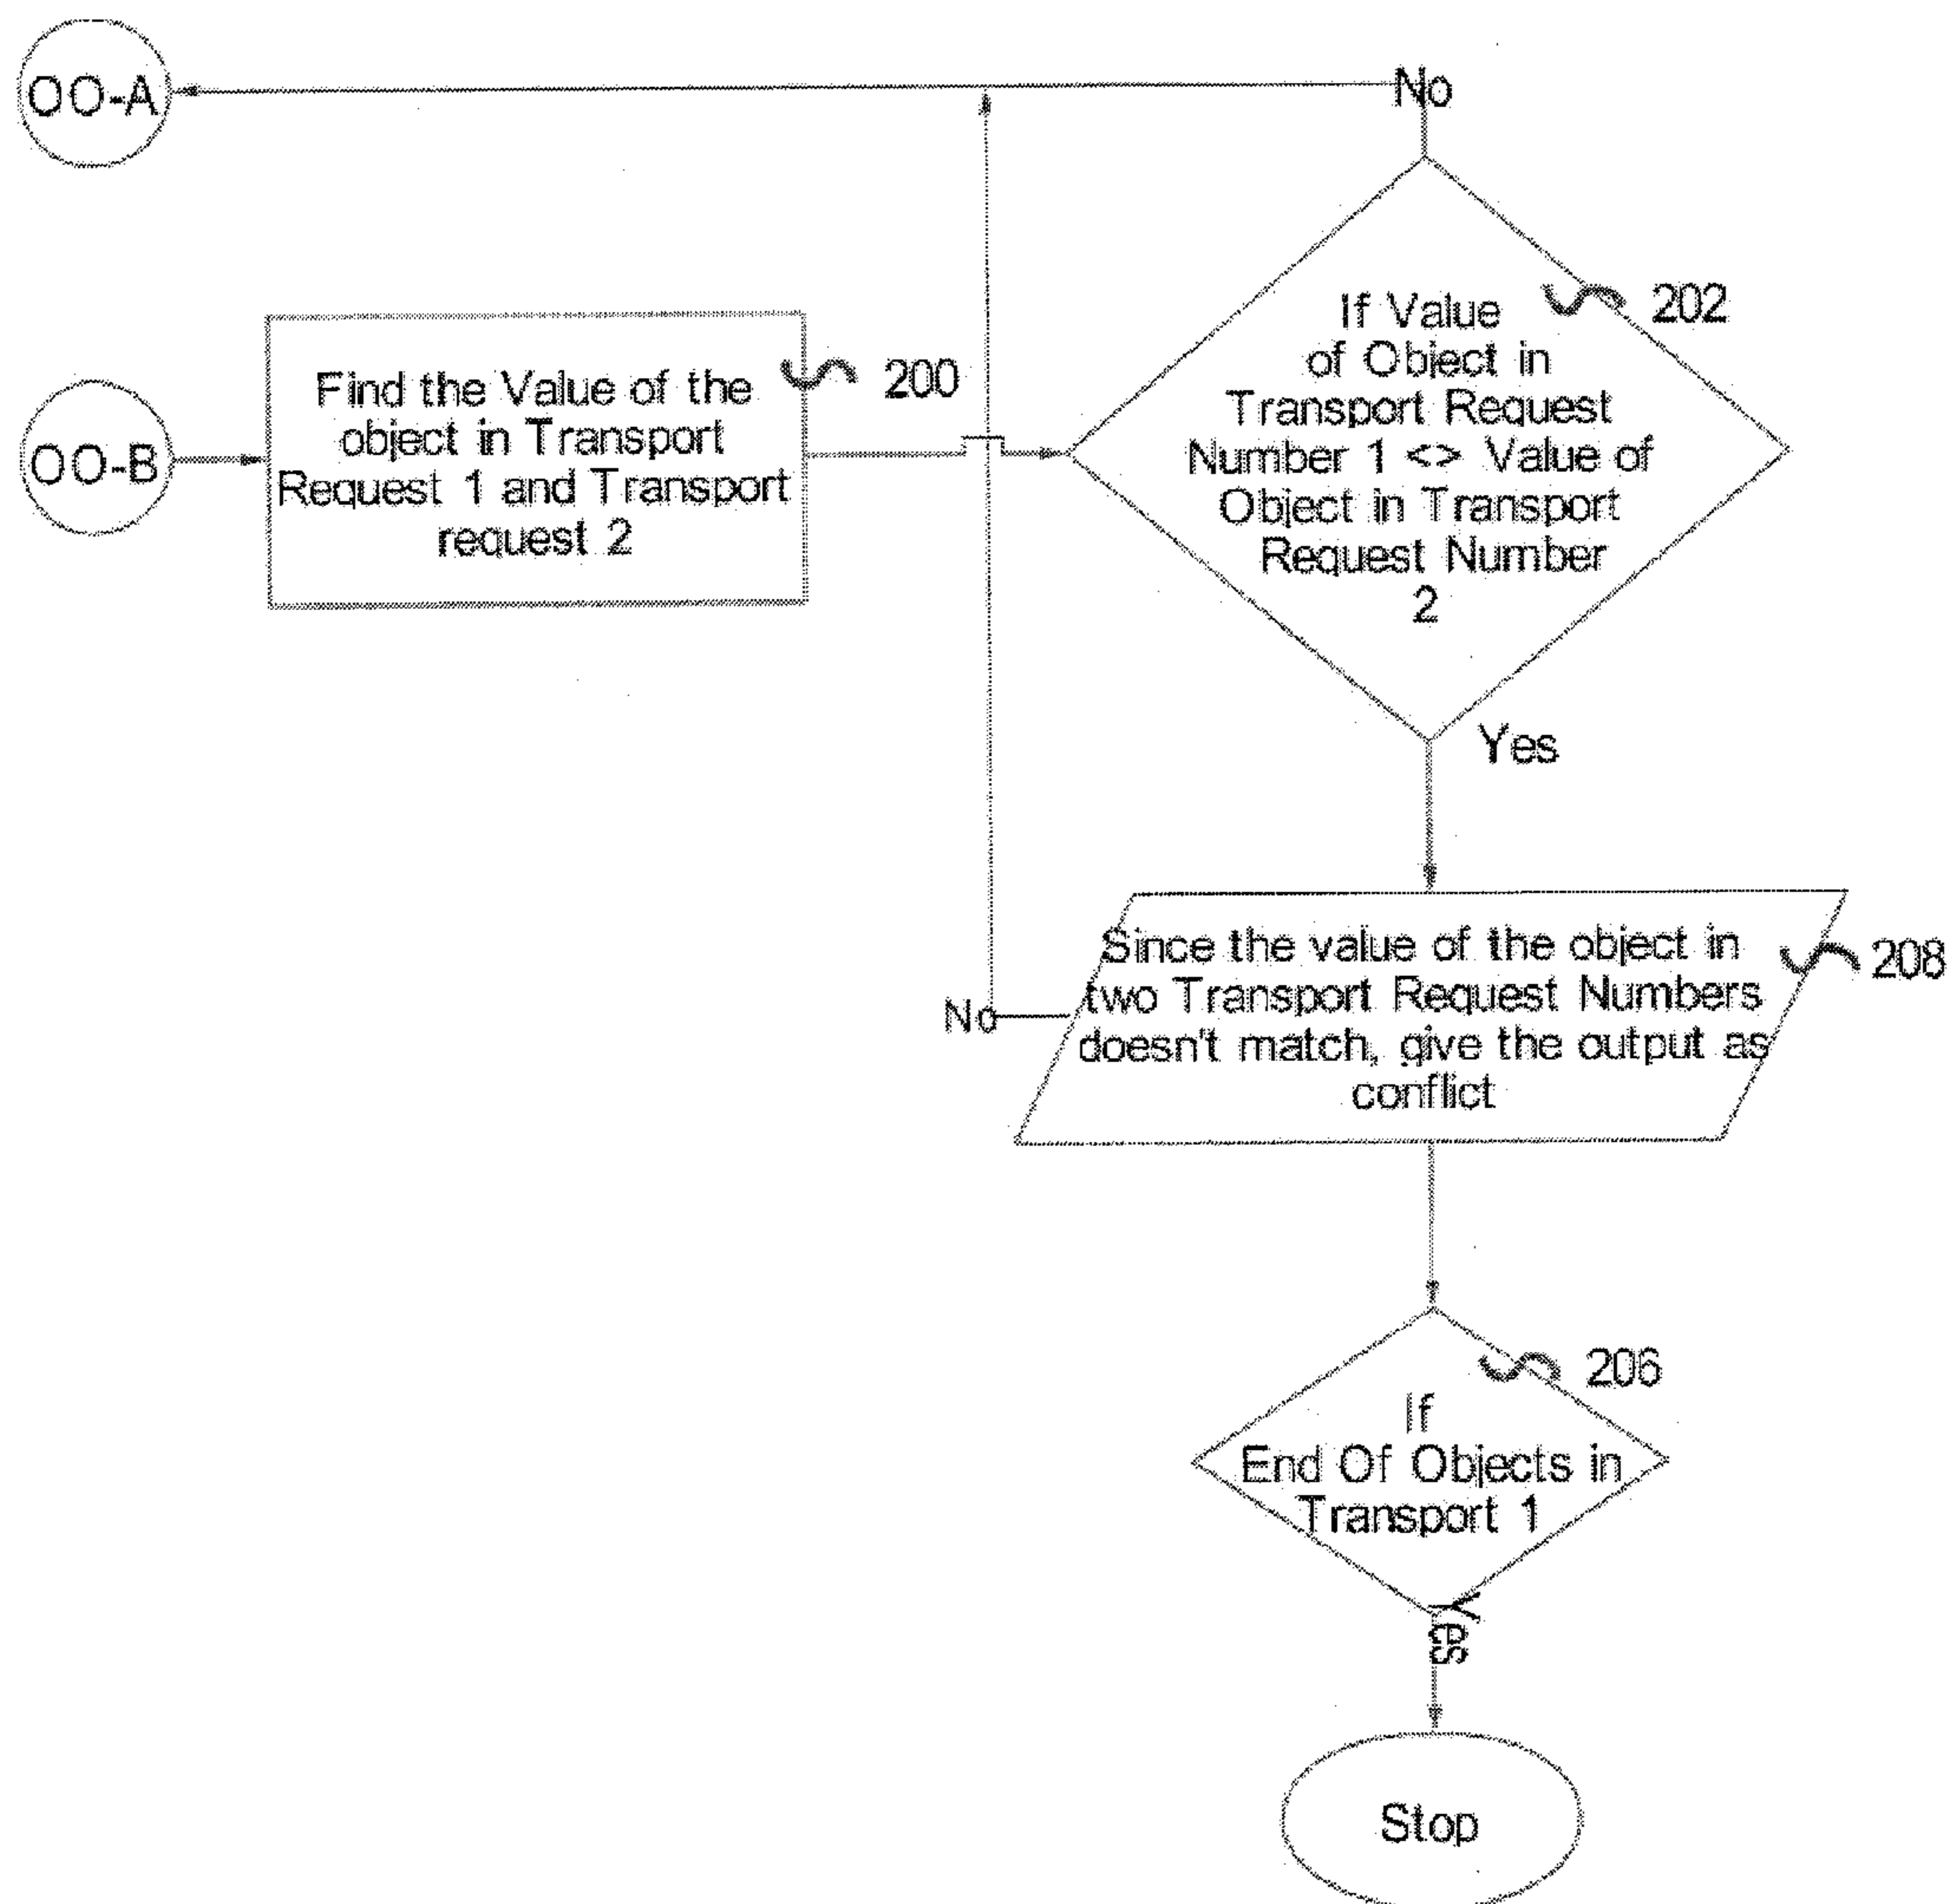 OO-A
No
If Value
of Object in
Transport Request
Number 1 <> Value of
Object in Transport
Request Number
2
202
Find the Value of the
object in Transport
Request 1 and Transport
request 2
200
OO-B
Yes
Since the value of the object in
two Transport Request Numbers
doesn't match, give the output as
conflict
208
No
206
If
End Of Objects in
Transport 1
Yes
Stop